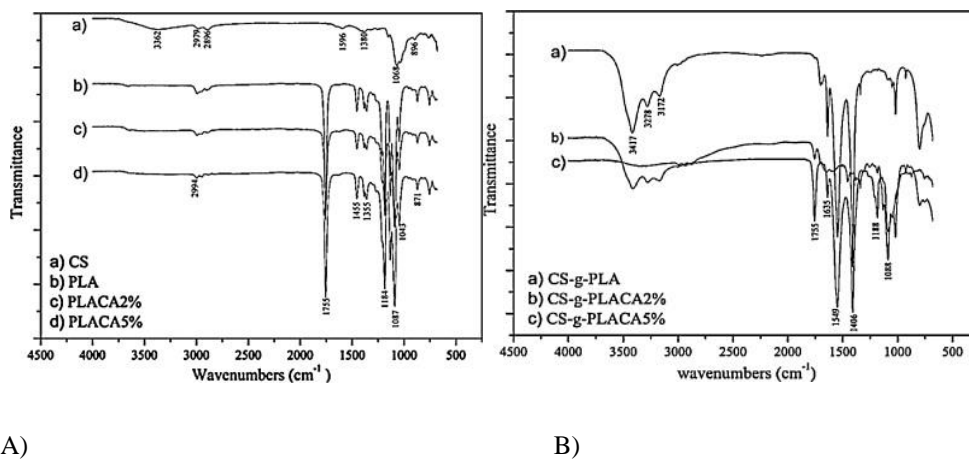 a)
3362
2979
2896
1596
1380
1068
896
b)
c)
d)
2994
1755
1455
1355
1184
1087
1043
871
a) CS
b) PLA
c) PLACA2%
d) PLACA5%
Transmittance
4500 4000 3500 3000 2500 2000 1500 1000 500
Wavenumbers (cm⁻¹)
A)
a)
3417
3278
3172
b)
c)
1755
1635
1549
1406
1188
1088
a) CS-g-PLA
b) CS-g-PLACA2%
c) CS-g-PLACA5%
Transmittance
4500 4000 3500 3000 2500 2000 1500 1000 500
wavenumbers (cm⁻¹)
B)